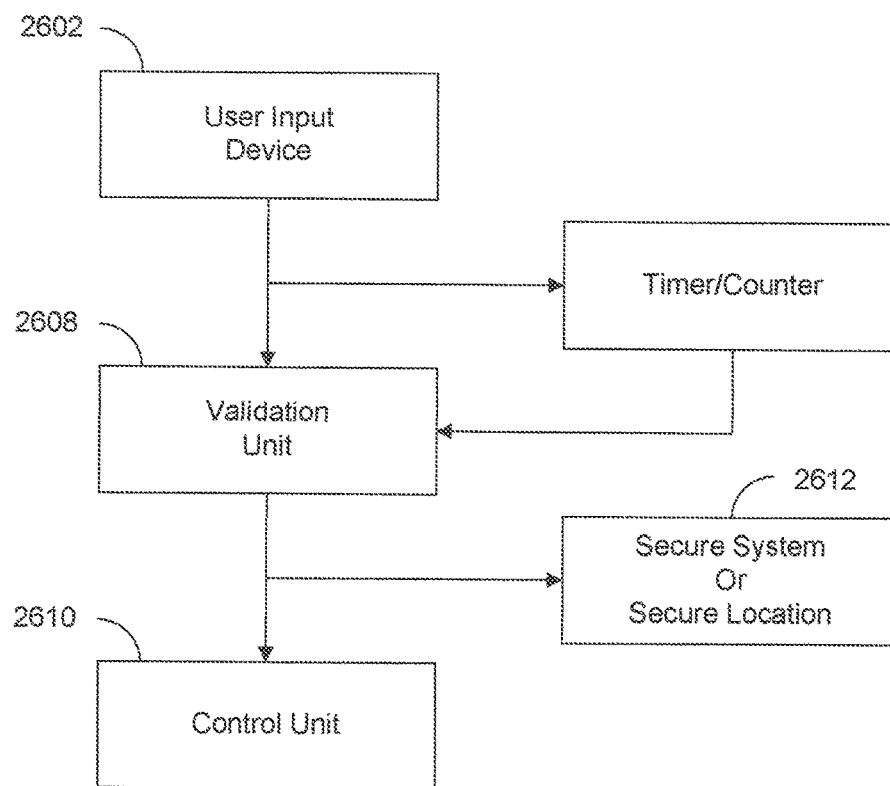 2602
User Input
Device
Timer/Counter
2608
Validation
Unit
2612
Secure System
Or
Secure Location
2610
Control Unit